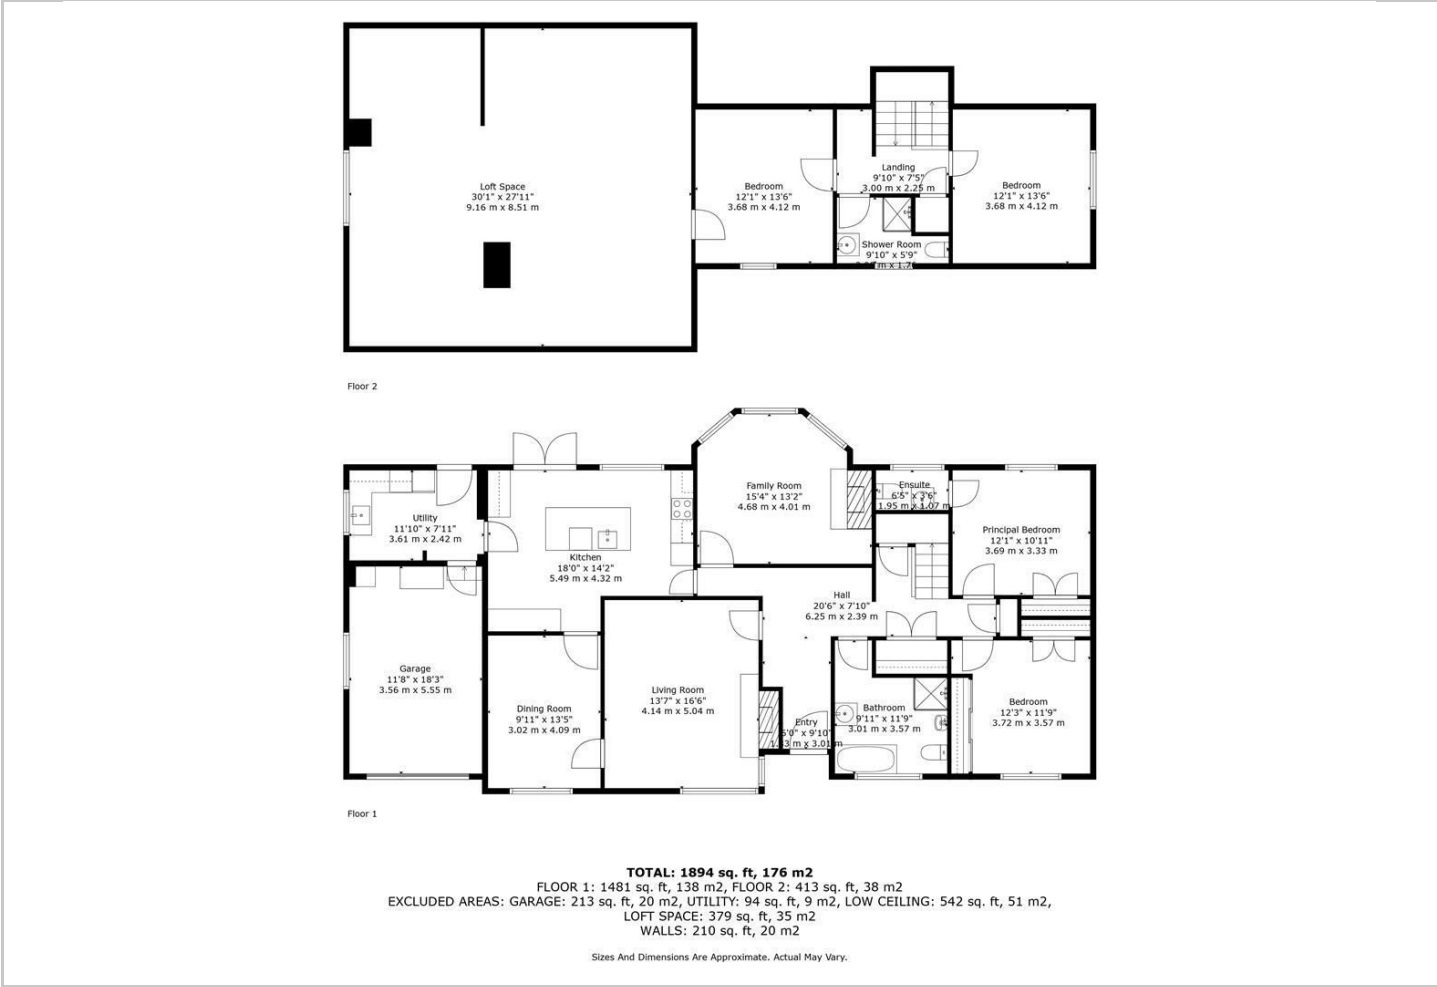 Loft Space
30'1" x 27'11"
9.16 m x 8.51 m
Bedroom
12'1" x 13'6"
3.68 m x 4.12 m
Landing
9'10" x 7'5"
3.00 m x 2.25 m
Bedroom
12'1" x 13'6"
3.68 m x 4.12 m
Shower Room
9'10" x 5'9"
Floor 2
Utility
11'10" x 7'11"
3.61 m x 2.42 m
Kitchen
18'0" x 14'2"
5.49 m x 4.32 m
Family Room
15'4" x 13'2"
4.68 m x 4.01 m
Ensuite
6'5" x 3'6"
1.95 m x 1.07 m
Principal Bedroom
12'1" x 10'11"
3.69 m x 3.33 m
Hall
20'6" x 7'10"
6.25 m x 2.39 m
Garage
11'8" x 18'3"
3.56 m x 5.55 m
Dining Room
9'11" x 13'5"
3.02 m x 4.09 m
Living Room
13'7" x 16'6"
4.14 m x 5.04 m
Entry
x 9'10"
m x 3.01 m
Bathroom
9'11" x 11'9"
3.01 m x 3.57 m
Bedroom
12'3" x 11'9"
3.72 m x 3.57 m
Floor 1
TOTAL: 1894 sq. ft, 176 m2
FLOOR 1: 1481 sq. ft, 138 m2, FLOOR 2: 413 sq. ft, 38 m2
EXCLUDED AREAS: GARAGE: 213 sq. ft, 20 m2, UTILITY: 94 sq. ft, 9 m2, LOW CEILING: 542 sq. ft, 51 m2,
LOFT SPACE: 379 sq. ft, 35 m2
WALLS: 210 sq. ft, 20 m2
Sizes And Dimensions Are Approximate. Actual May Vary.